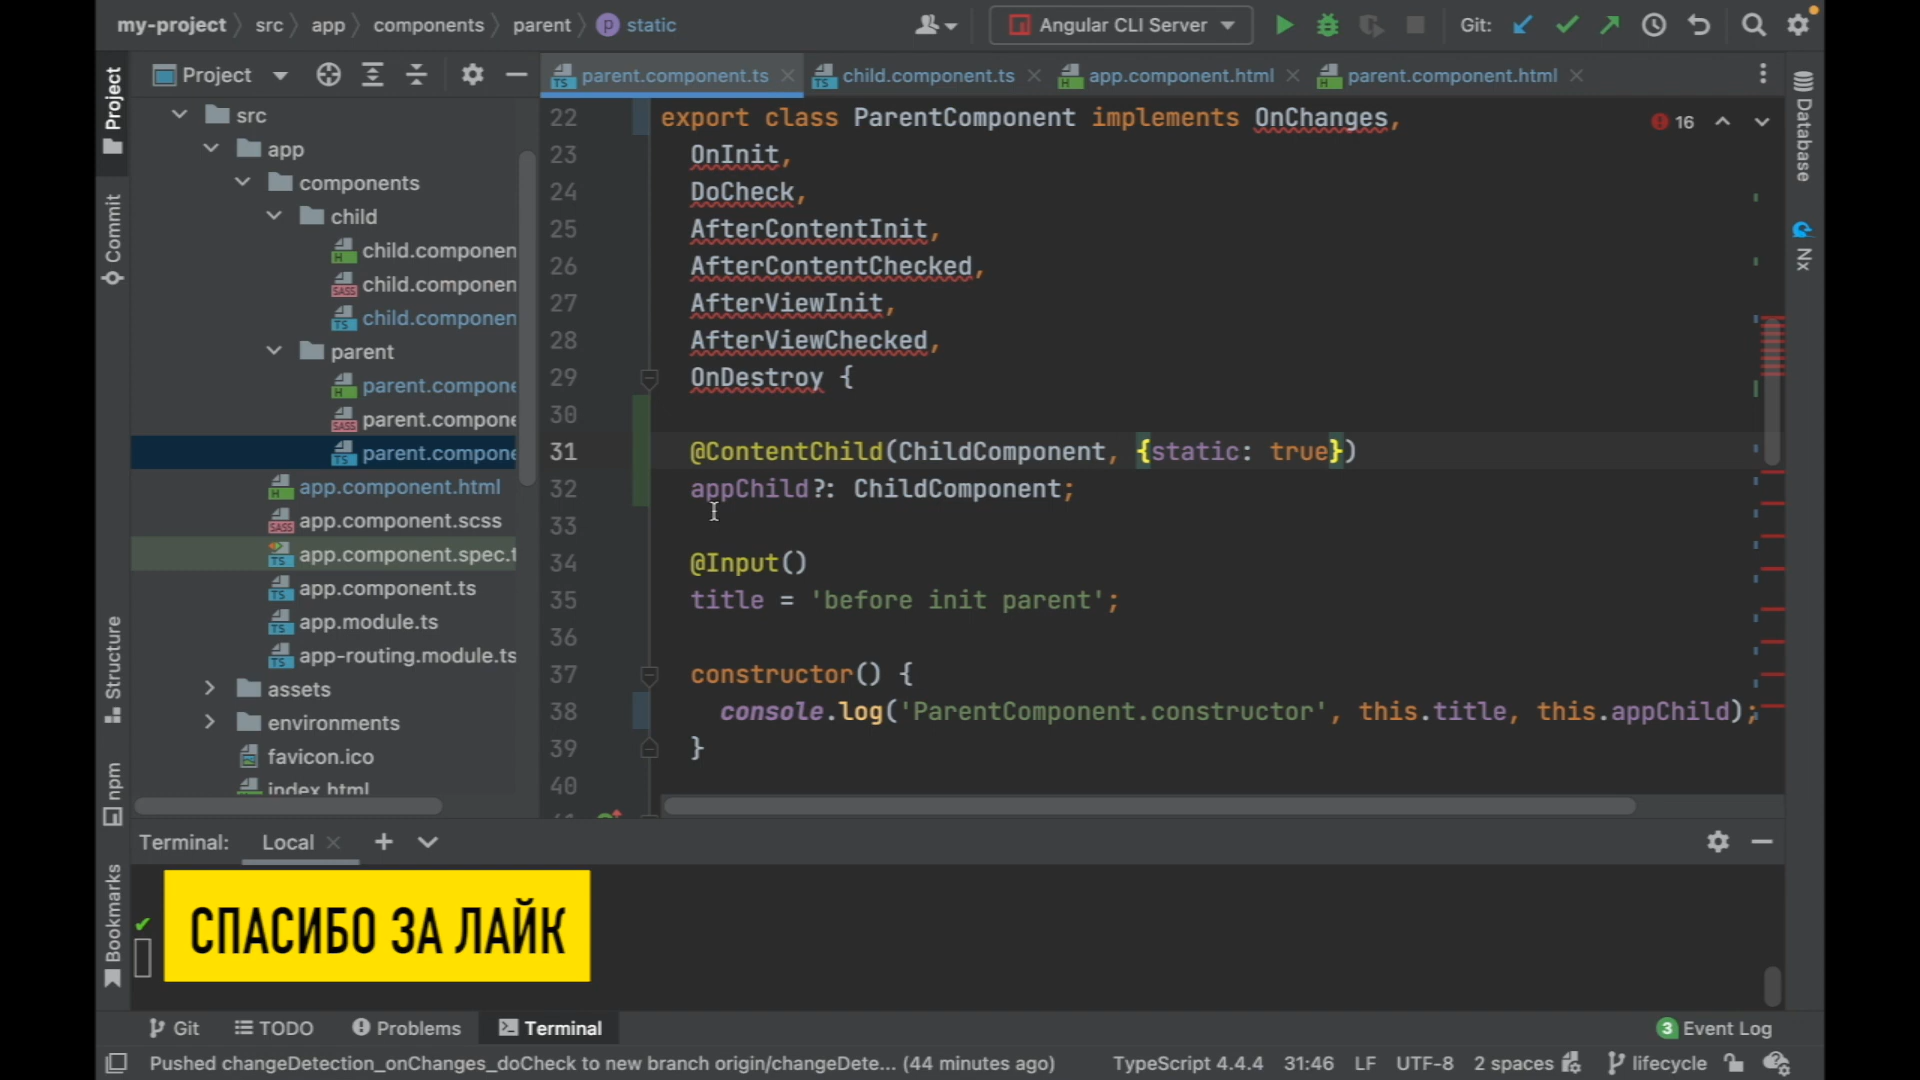 my-project src app components parent static
Angular CLI Server Git:
Project
parent.component.ts child.component.ts app.component.html parent.component.html
src
app
components
child
child.componen
child.componen
child.componen
parent
parent.compone
parent.compone
parent.compone
app.component.html
app.component.scss
app.component.spec.t
app.component.ts
app.module.ts
app-routing.module.ts
assets
environments
favicon.ico
index.html
22 export class ParentComponent implements OnChanges,
23 OnInit,
24 DoCheck,
25 AfterContentInit,
26 AfterContentChecked,
27 AfterViewInit,
28 AfterViewChecked,
29 OnDestroy {
30
31 @ContentChild(ChildComponent, {static: true})
32 appChild?: ChildComponent;
33
34 @Input()
35 title = 'before init parent';
36
37 constructor() {
38 console.log('ParentComponent.constructor', this.title, this.appChild);
39 }
40
16
Project
Commit
Structure
npm
Bookmarks
Database
Nx
Terminal: Local
СПАСИБО ЗА ЛАЙК
Git TODO Problems Terminal 3 Event Log
Pushed changeDetection_onChanges_doCheck to new branch origin/changeDete... (44 minutes ago) TypeScript 4.4.4 31:46 LF UTF-8 2 spaces lifecycle